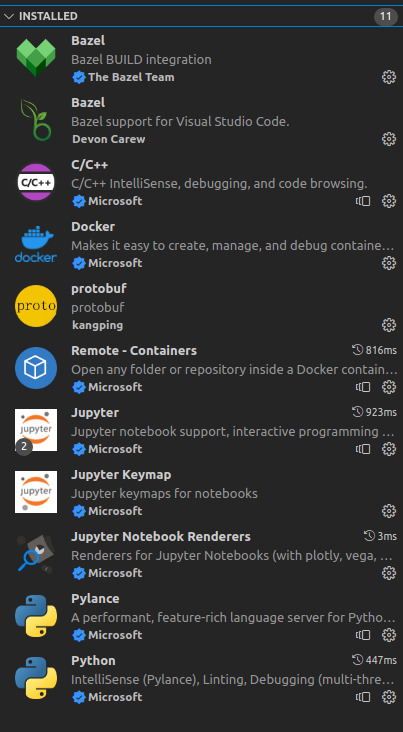 INSTALLED 11
Bazel
Bazel BUILD integration
The Bazel Team
Bazel
Bazel support for Visual Studio Code.
Devon Carew
C/C++
C/C++
C/C++ IntelliSense, debugging, and code browsing.
Microsoft
Docker
docker
Makes it easy to create, manage, and debug containe...
Microsoft
protobuf
proto
protobuf
kangping
Remote - Containers 816ms
Open any folder or repository inside a Docker contain...
Microsoft
Jupyter 923ms
jupyter
2
Jupyter notebook support, interactive programming ...
Microsoft
Jupyter Keymap
jupyter
Jupyter keymaps for notebooks
Microsoft
Jupyter Notebook Renderers 3ms
Renderers for Jupyter Notebooks (with plotly, vega, ...
Microsoft
Pylance
A performant, feature-rich language server for Pytho...
Microsoft
Python 447ms
IntelliSense (Pylance), Linting, Debugging (multi-thre...
Microsoft